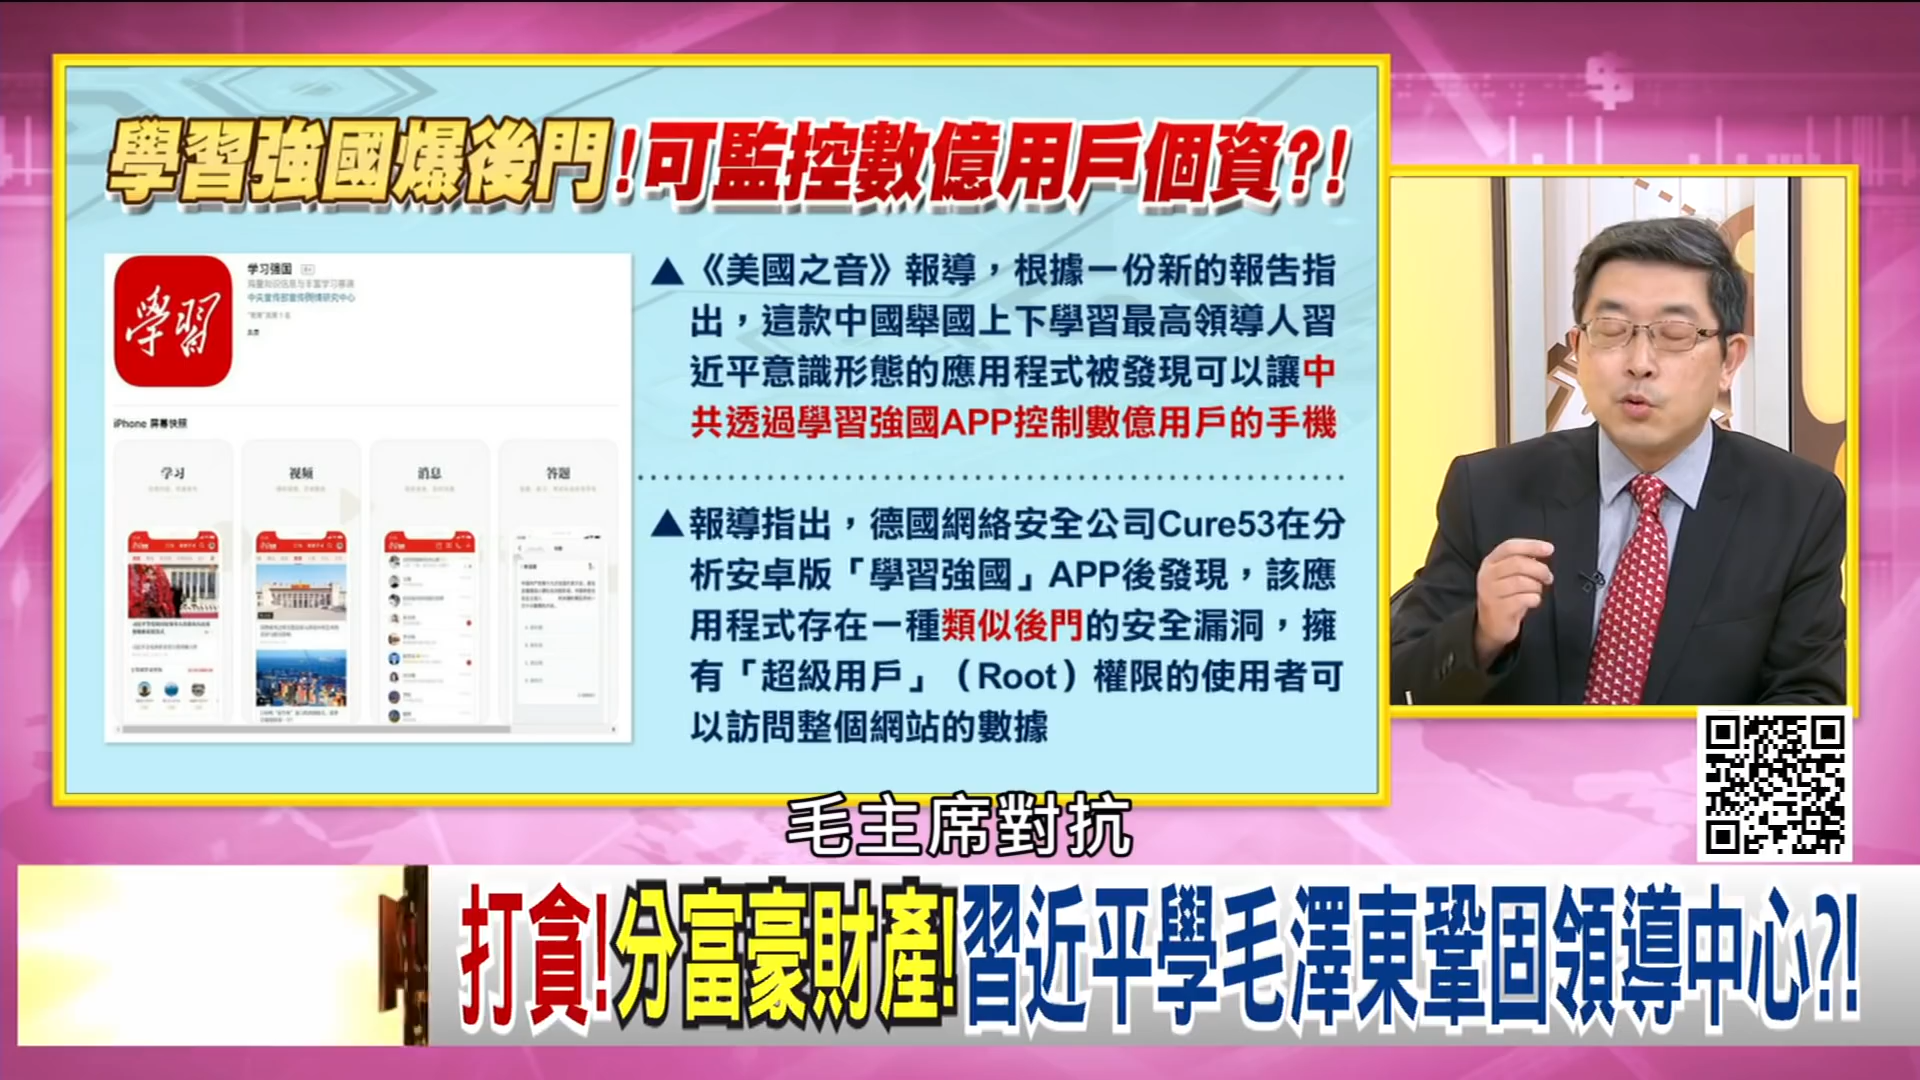 學習強國爆後門!可監控數億用戶個資?!
學習
学习强国
中央宣传部宣传舆情研究中心
iPhone 屏幕快照
学习
视频
消息
答题
▲《美國之音》報導，根據一份新的報告指
出，這款中國舉國上下學習最高領導人習
近平意識形態的應用程式被發現可以讓中
共透過學習強國APP控制數億用戶的手機
▲報導指出，德國網絡安全公司Cure53在分
析安卓版「學習強國」APP後發現，該應
用程式存在一種類似後門的安全漏洞，擁
有「超級用戶」（Root）權限的使用者可
以訪問整個網站的數據
毛主席對抗
打貪!分富豪財產!習近平學毛澤東鞏固領導中心?!